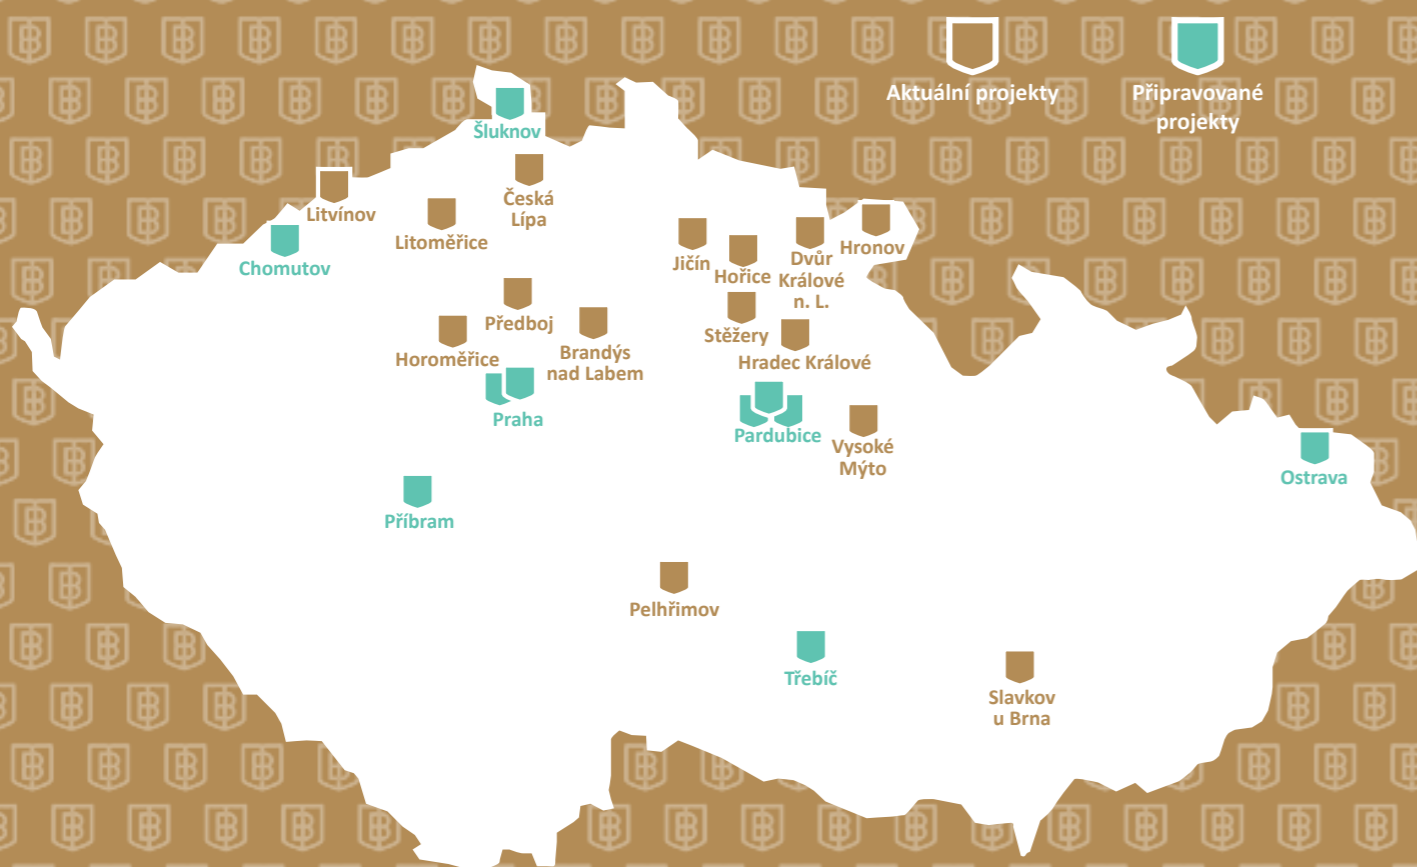 Aktuální projekty
Připravované
projekty
Šluknov
Česká
Lípa
Litvínov
Litoměřice
Chomutov
Jičín
Hořice
Dvůr
Králové
n. L.
Hronov
Předboj
Stěžery
Horoměřice
Brandýs
nad Labem
Hradec Králové
Praha
Pardubice
Vysoké
Mýto
Ostrava
Příbram
Pelhřimov
Třebíč
Slavkov
u Brna